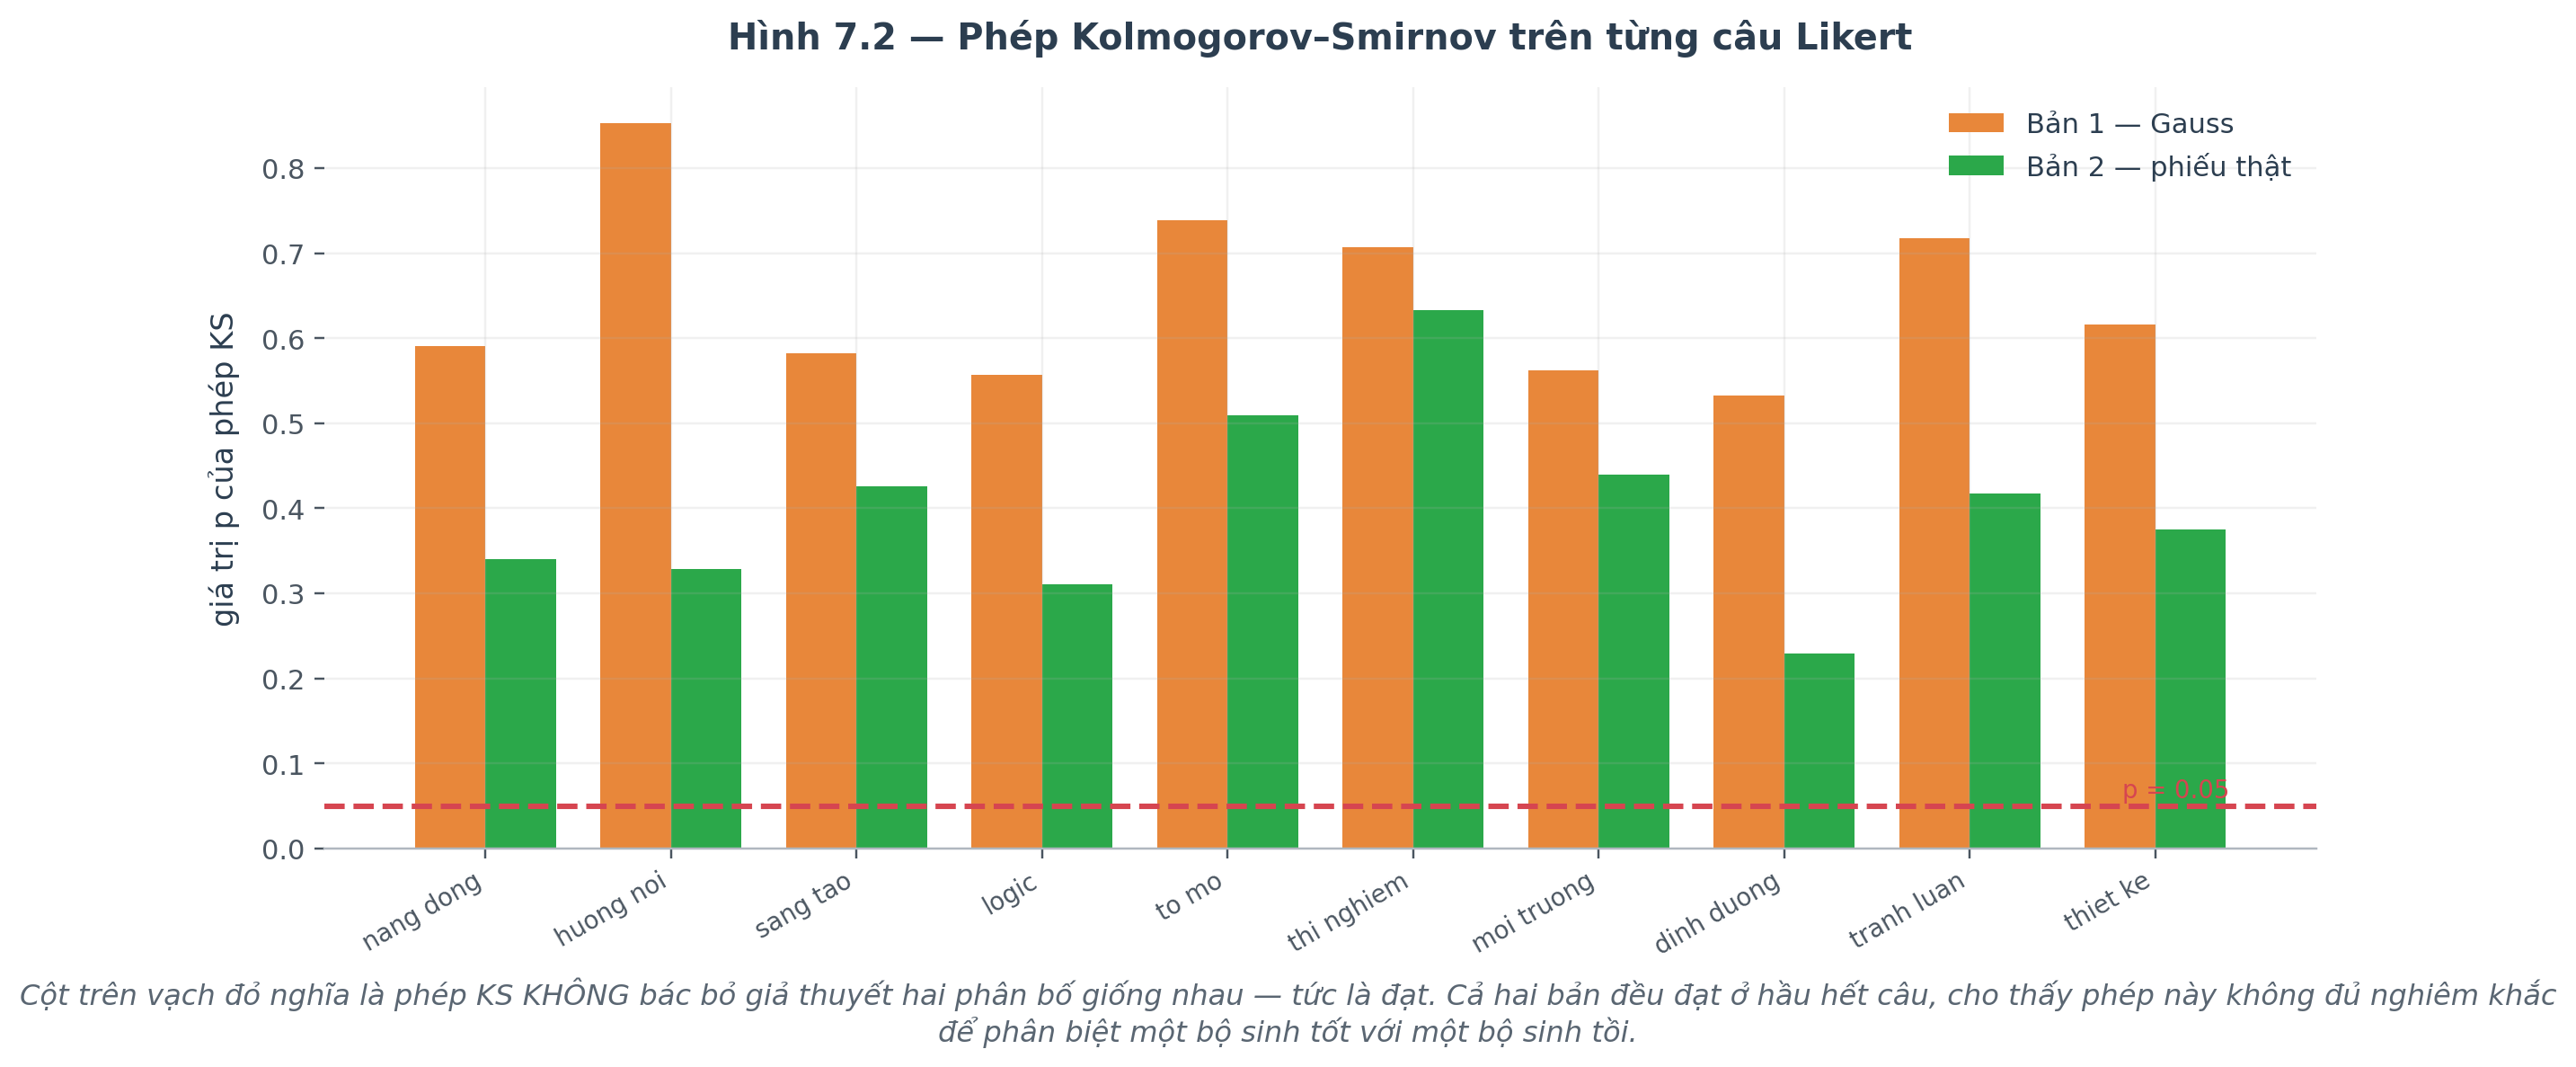 Hình 7.2 — Phép Kolmogorov–Smirnov trên từng câu Likert
Bản 1 — Gauss
Bản 2 — phiếu thật
giá trị p của phép KS
0.8
0.7
0.6
0.5
0.4
0.3
0.2
0.1
0.0
p = 0.05
nang dong
huong noi
sang tao
logic
to mo
thi nghiem
moi truong
dinh duong
tranh luan
thiet ke
Cột trên vạch đỏ nghĩa là phép KS KHÔNG bác bỏ giả thuyết hai phân bố giống nhau — tức là đạt. Cả hai bản đều đạt ở hầu hết câu, cho thấy phép này không đủ nghiêm khắc
để phân biệt một bộ sinh tốt với một bộ sinh tồi.